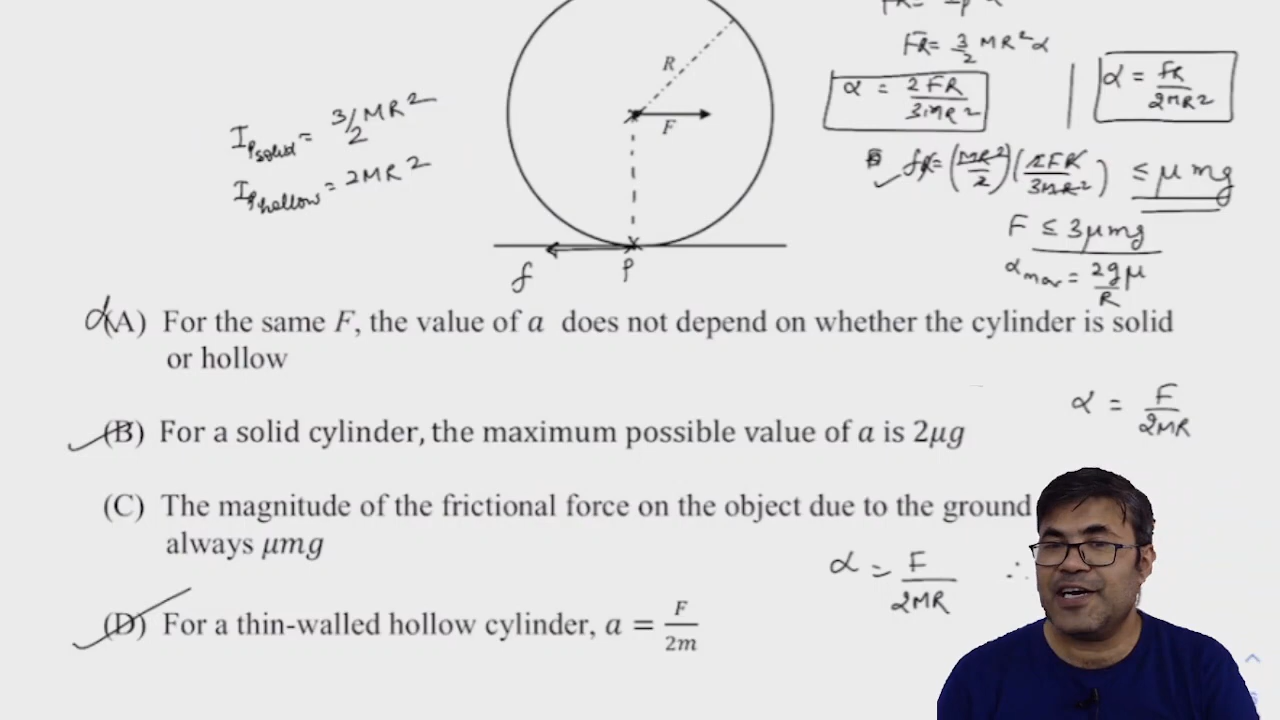 FR = 3/2 MR²α
R
F
α = 2FR/3MR²
α = FR/2MR²
I_P solid = 3/2 MR²
I_P hollow = 2MR²
fR = (MR²/2)(2FR/3MR²) ≤ μmg
F ≤ 3μmg
α_max = 2gμ/R
f
P
(A) For the same F, the value of a does not depend on whether the cylinder is solid
or hollow
α = F/2MR
(B) For a solid cylinder, the maximum possible value of a is 2μg
(C) The magnitude of the frictional force on the object due to the ground
always μmg
α = F/2MR ∴
(D) For a thin-walled hollow cylinder, a = F/2m